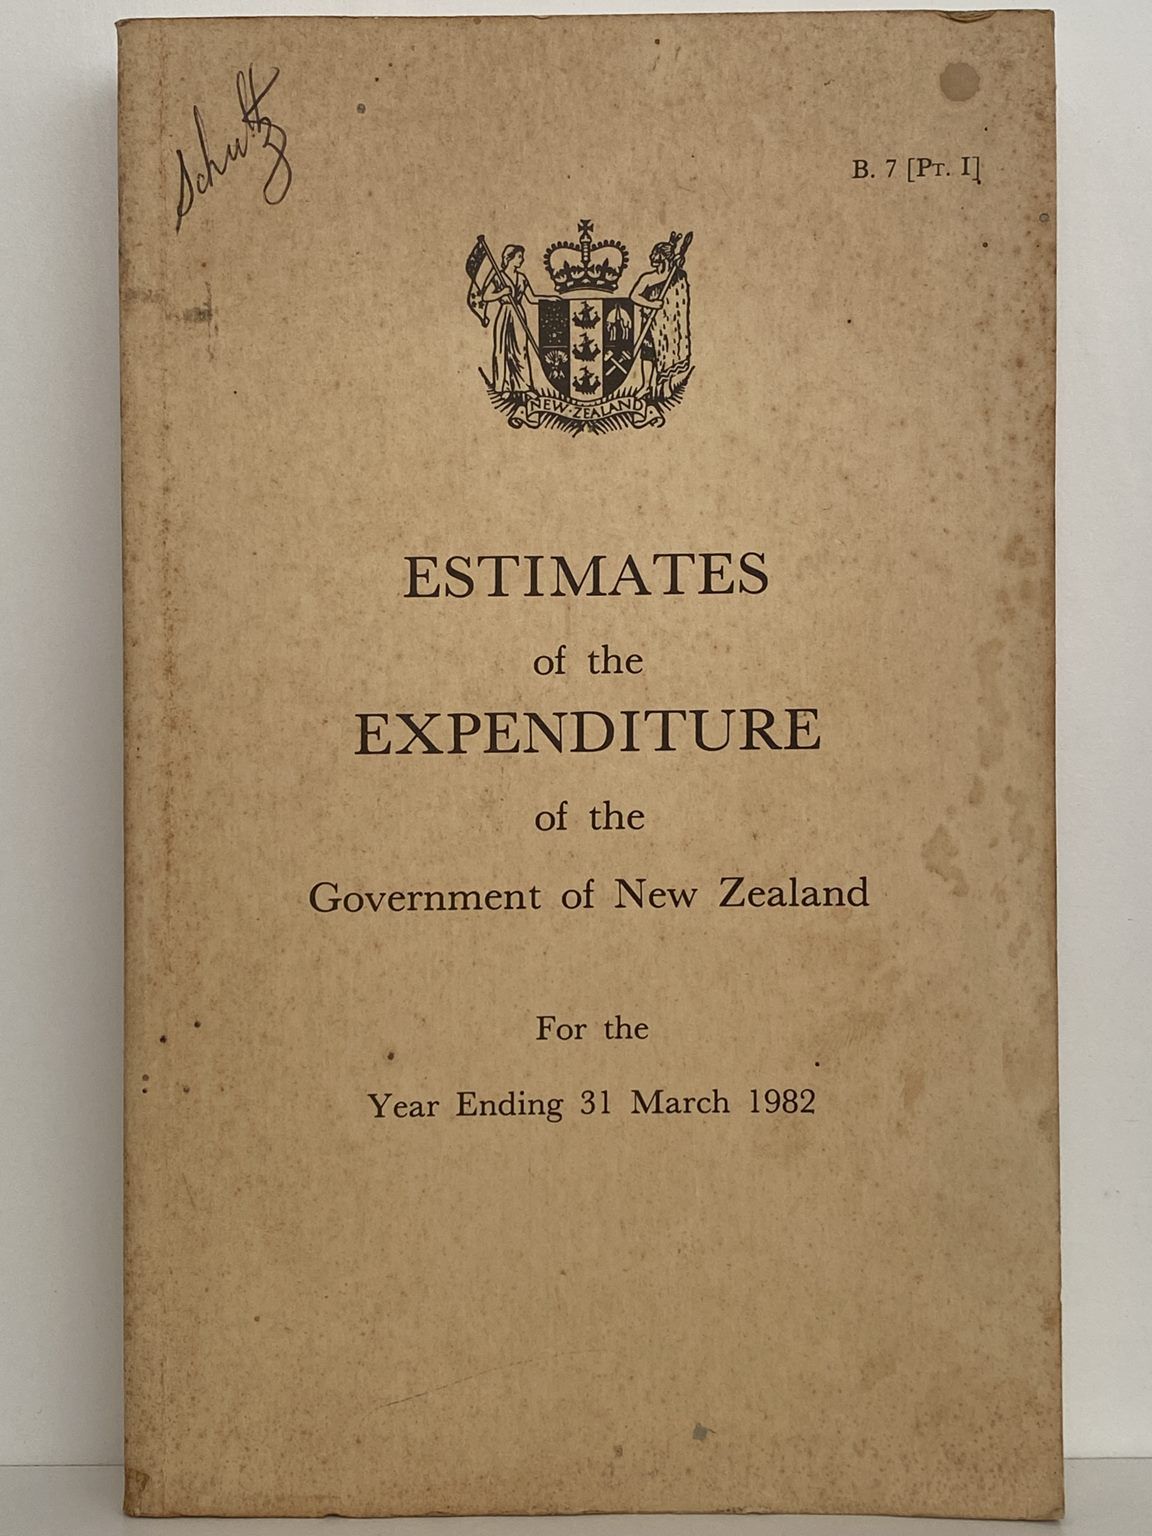 Schultz
B. 7 [Pt. I]
NEW·ZEALAND
ESTIMATES
of the
EXPENDITURE
of the
Government of New Zealand
For the
Year Ending 31 March 1982